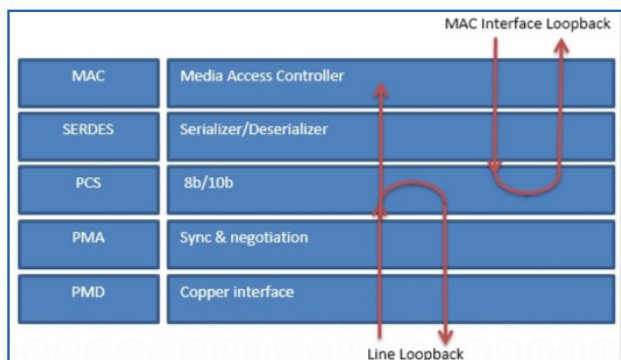 MAC Interface Loopback
MAC Media Access Controller
SERDES Serializer/Deserializer
PCS 8b/10b
PMA Sync & negotiation
PMD Copper interface
Line Loopback